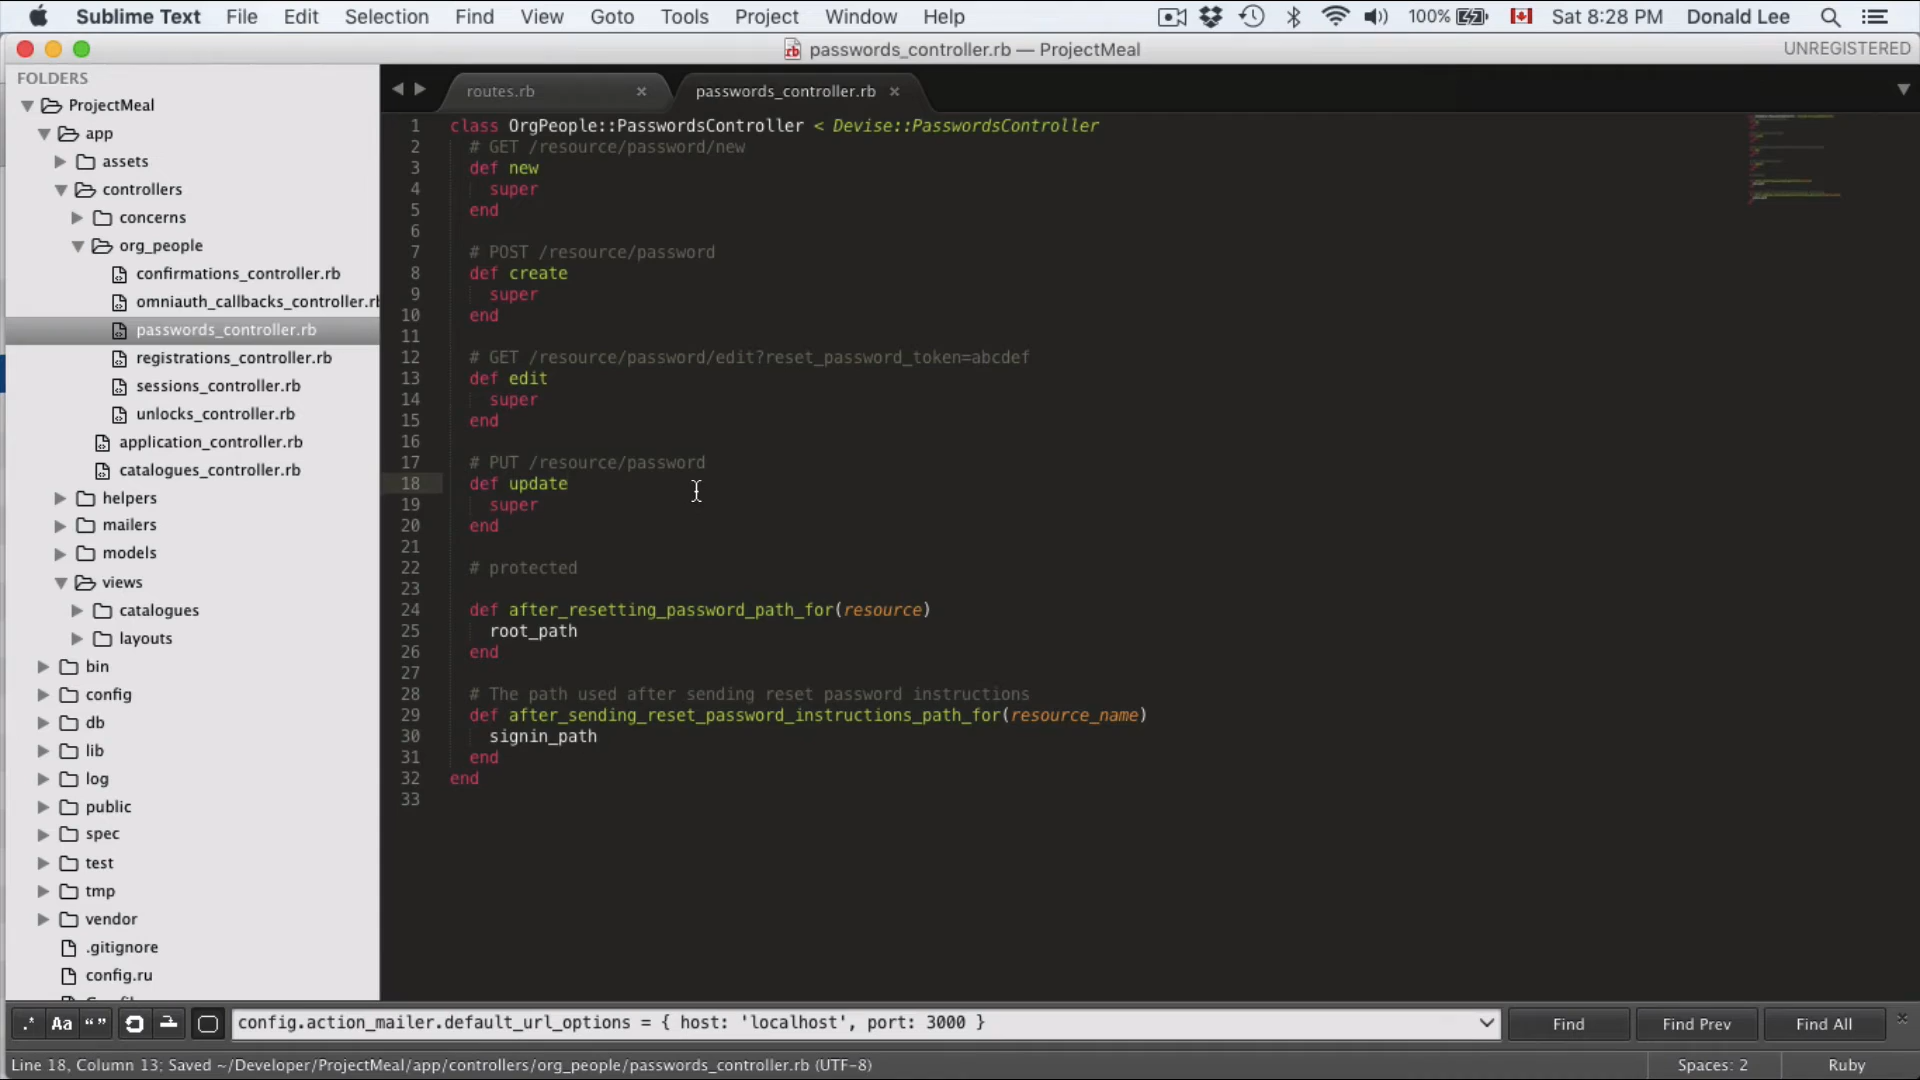 Sublime Text File Edit Selection Find View Goto Tools Project Window Help 100% Sat 8:28 PM Donald Lee
passwords_controller.rb — ProjectMeal UNREGISTERED
FOLDERS
ProjectMeal
app
assets
controllers
concerns
org_people
confirmations_controller.rb
omniauth_callbacks_controller.rb
passwords_controller.rb
registrations_controller.rb
sessions_controller.rb
unlocks_controller.rb
application_controller.rb
catalogues_controller.rb
helpers
mailers
models
views
catalogues
layouts
bin
config
db
lib
log
public
spec
test
tmp
vendor
.gitignore
config.ru
routes.rb passwords_controller.rb
1 class OrgPeople::PasswordsController < Devise::PasswordsController
2 # GET /resource/password/new
3 def new
4 super
5 end
6
7 # POST /resource/password
8 def create
9 super
10 end
11
12 # GET /resource/password/edit?reset_password_token=abcdef
13 def edit
14 super
15 end
16
17 # PUT /resource/password
18 def update
19 super
20 end
21
22 # protected
23
24 def after_resetting_password_path_for(resource)
25 root_path
26 end
27
28 # The path used after sending reset password instructions
29 def after_sending_reset_password_instructions_path_for(resource_name)
30 signin_path
31 end
32 end
33
.* Aa “” config.action_mailer.default_url_options = { host: 'localhost', port: 3000 } Find Find Prev Find All
Line 18, Column 13; Saved ~/Developer/ProjectMeal/app/controllers/org_people/passwords_controller.rb (UTF-8) Spaces: 2 Ruby